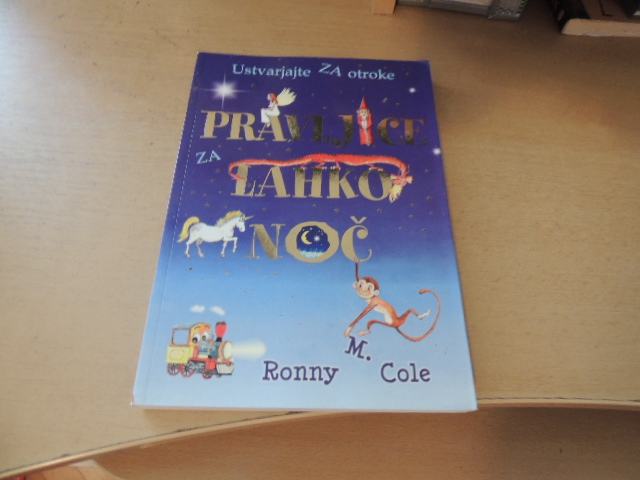 Ustvarjajte ZA otroke
PRAVLJICE
ZA
LAHKO
NOČ
Ronny M. Cole